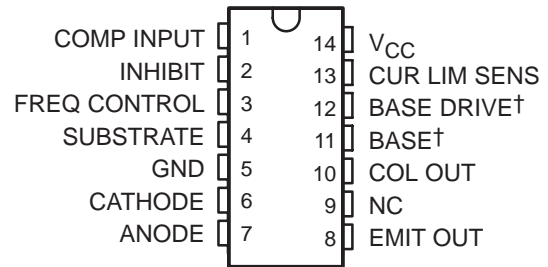 COMP INPUT 1 14 VCC
INHIBIT 2 13 CUR LIM SENS
FREQ CONTROL 3 12 BASE DRIVE†
SUBSTRATE 4 11 BASE†
GND 5 10 COL OUT
CATHODE 6 9 NC
ANODE 7 8 EMIT OUT